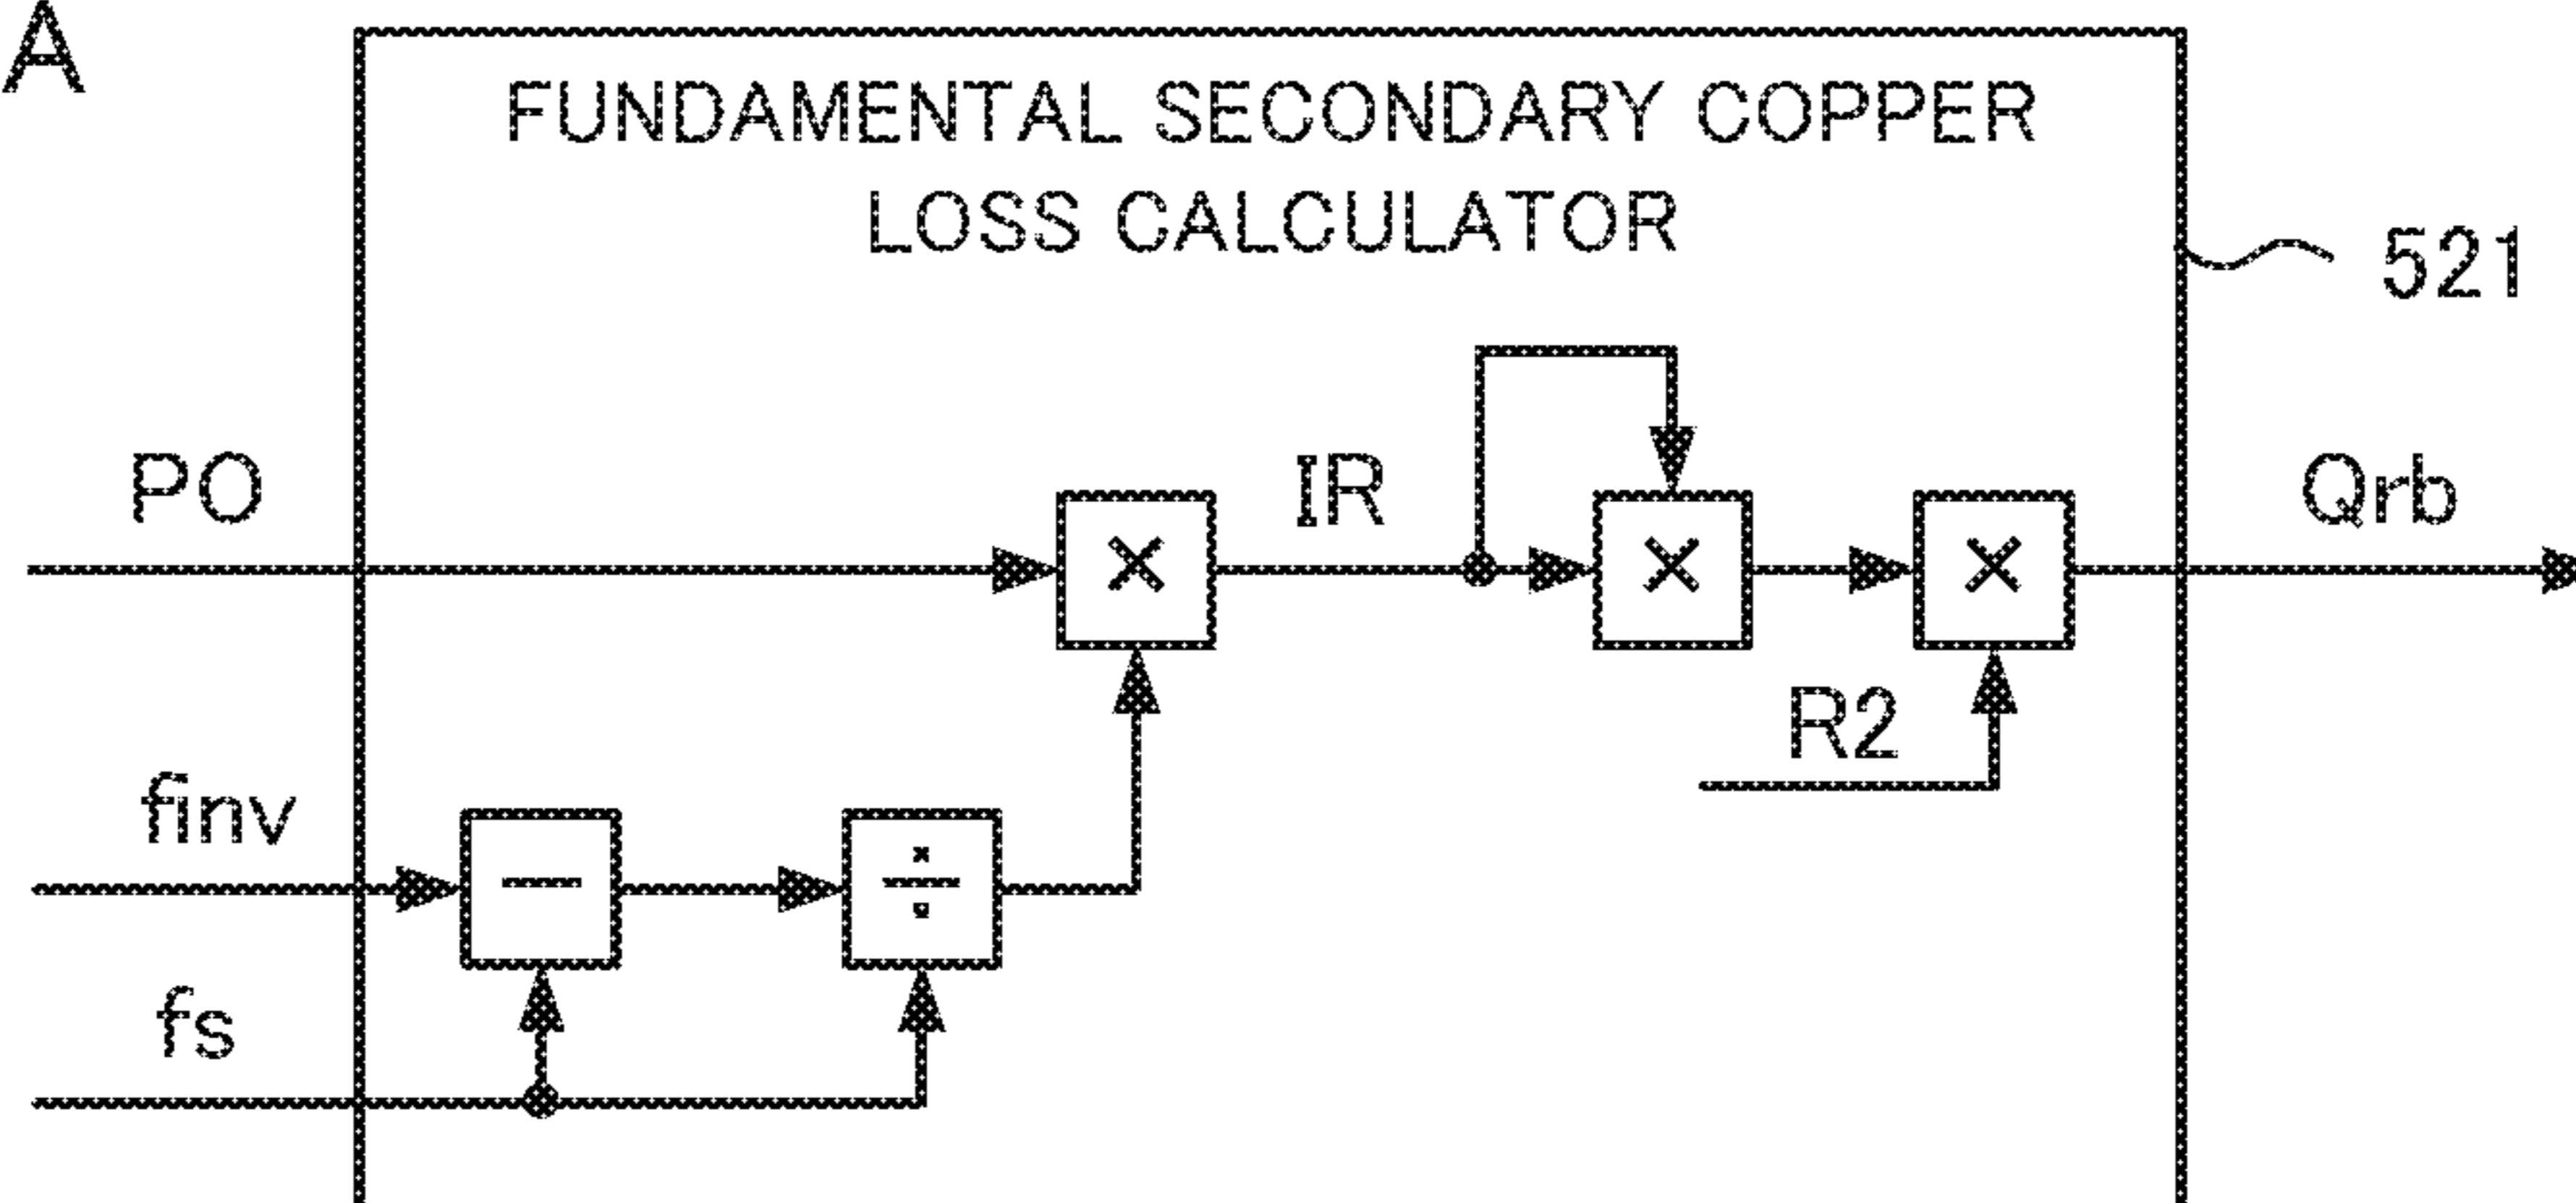 A
FUNDAMENTAL SECONDARY COPPER
LOSS CALCULATOR
521
PO
IR
Qrb
×
×
×
R2
finv
−
÷
fs